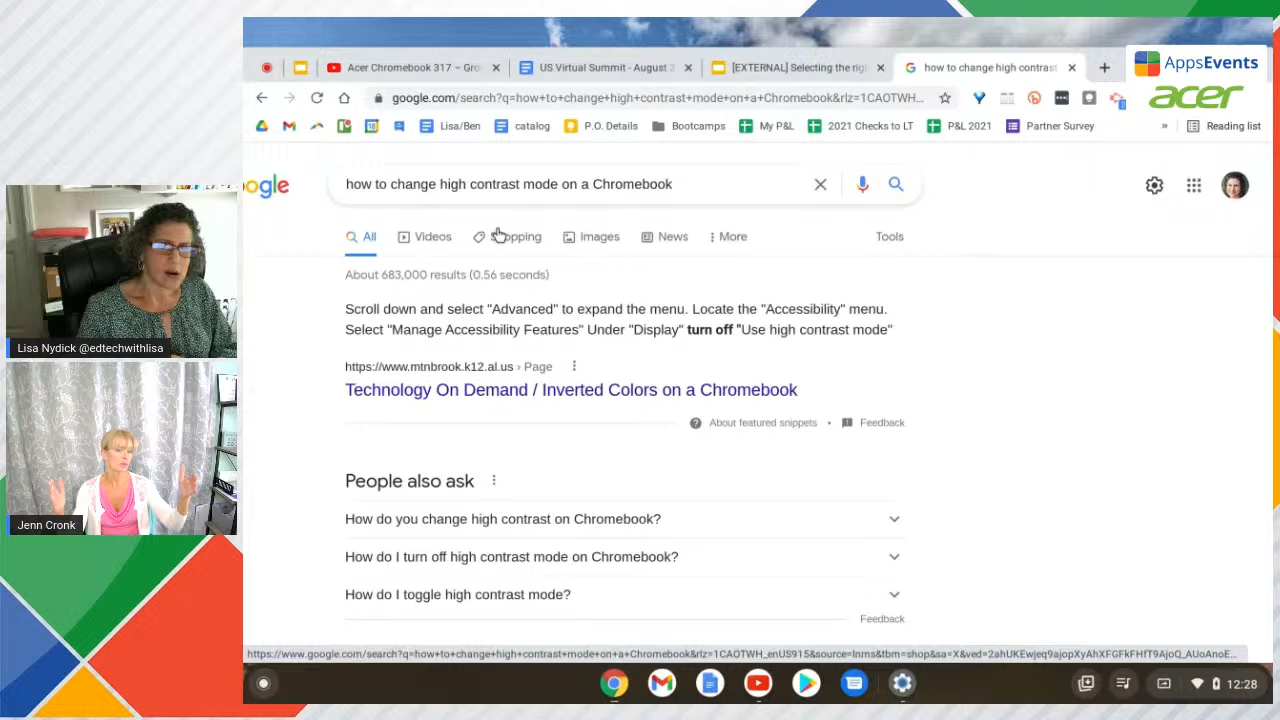 Acer Chromebook
US Virtual Summit - August
[EXTERNAL] Selecting the
how to change high contrast
AppsEvents
acer
google.com/search?q=how+to+change+high+contrast+mode+on+a+Chromebook&rlz=1CAOTWH...
Lisa/Ben
catalog
P.O. Details
Bootcamps
My P&L
2021 Checks to LT
P&L 2021
Partner Survey
»
Reading list
ogle
how to change high contrast mode on a Chromebook
All
Videos
Images
News
More
Tools
About 683,000 results (0.56 seconds)
Scroll down and select "Advanced" to expand the menu. Locate the "Accessibility" menu.
Select "Manage Accessibility Features" Under "Display" turn off "Use high contrast mode"
https://www.mtnbrook.k12.al.us › Page
Technology On Demand / Inverted Colors on a Chromebook
About featured snippets • Feedback
People also ask
How do you change high contrast on Chromebook?
How do I turn off high contrast mode on Chromebook?
How do I toggle high contrast mode?
Feedback
12:28
Lisa Nydick @edtechwithlisa
Jenn Cronk